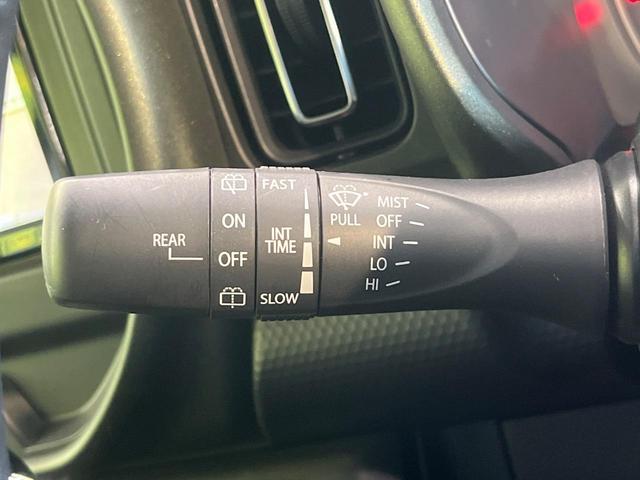 REAR
ON
OFF
FAST
INT
TIME
SLOW
PULL
MIST
OFF
INT
LO
HI